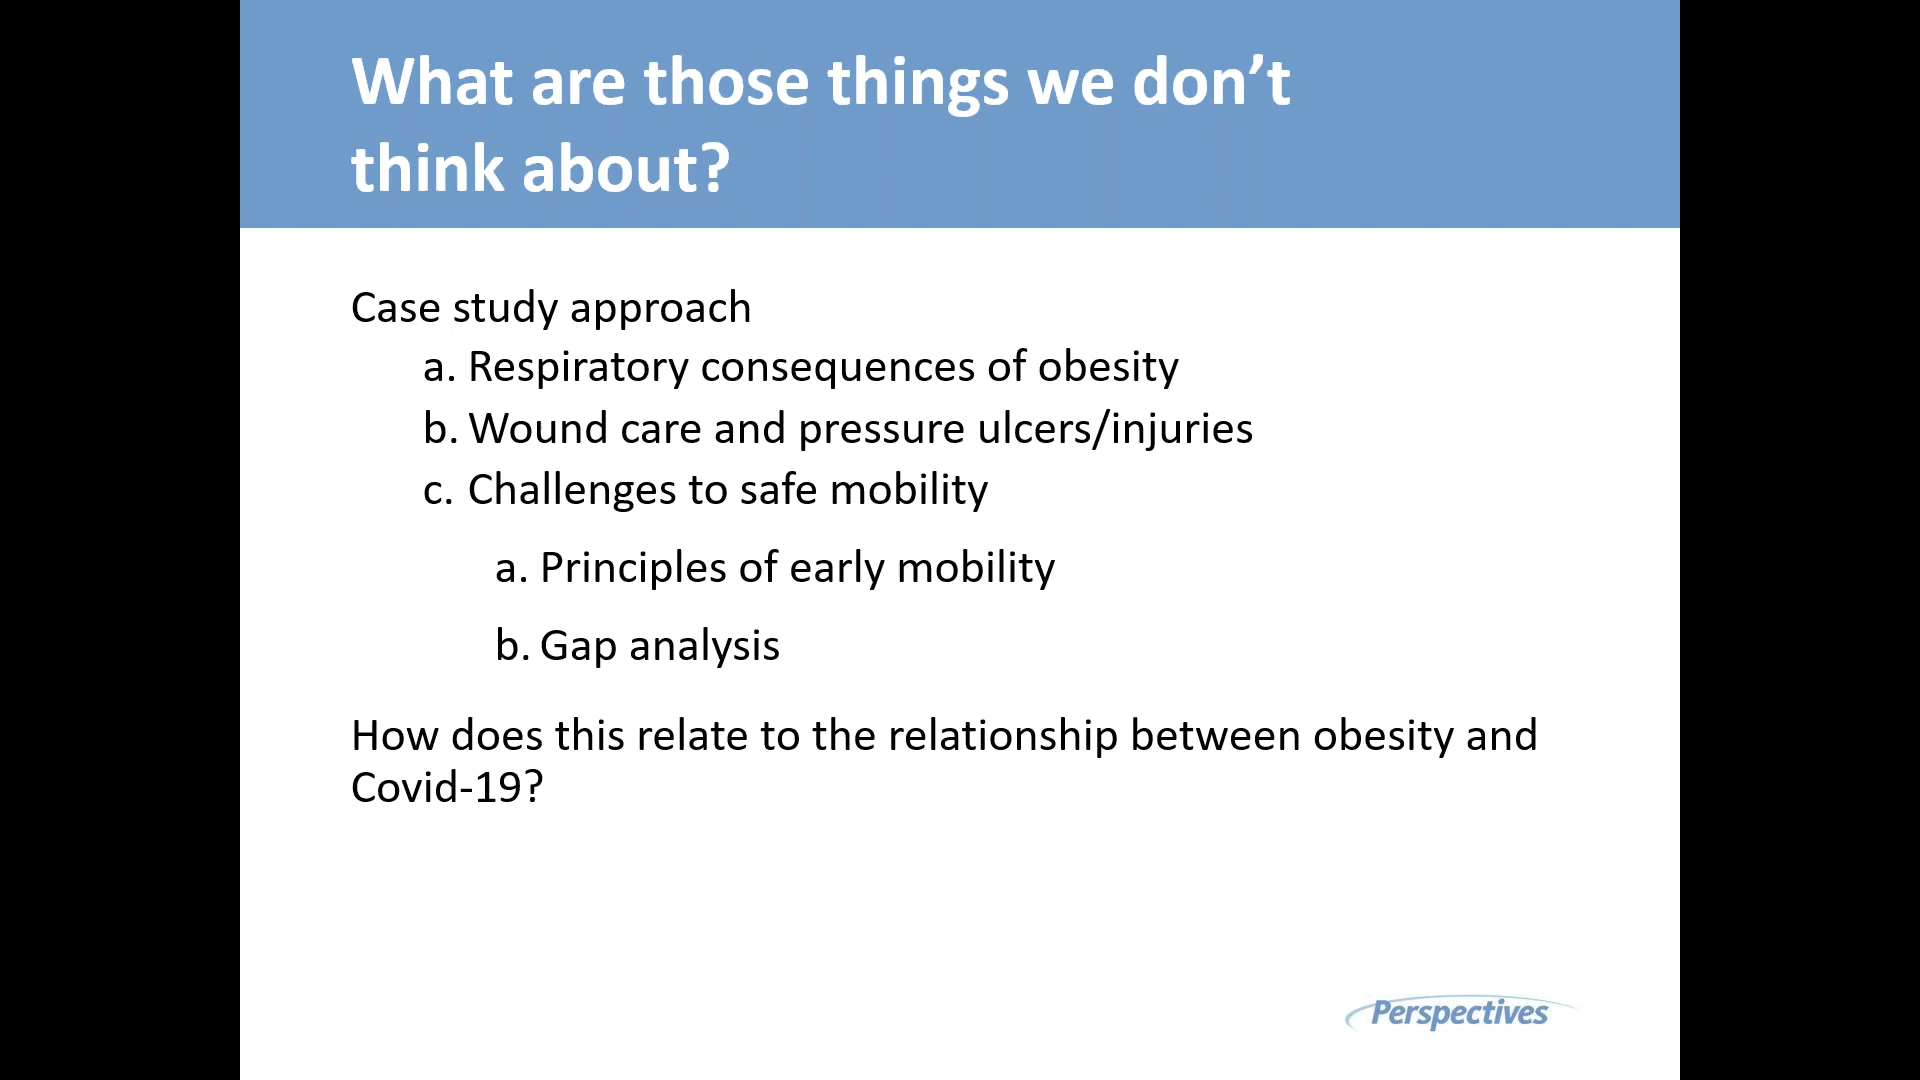 What are those things we don’t
think about?
Case study approach
a. Respiratory consequences of obesity
b. Wound care and pressure ulcers/injuries
c. Challenges to safe mobility
a. Principles of early mobility
b. Gap analysis
How does this relate to the relationship between obesity and
Covid-19?
Perspectives